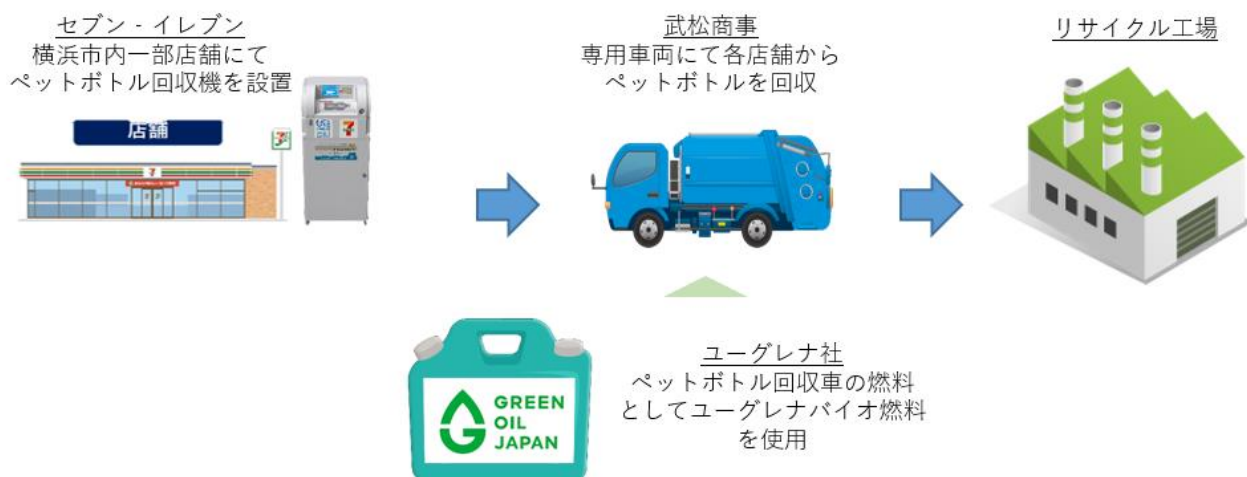 セブン‐イレブン
横浜市内一部店舗にて
ペットボトル回収機を設置
店舗
7
武松商事
専用車両にて各店舗から
ペットボトルを回収
リサイクル工場
GREEN
OIL
JAPAN
ユーグレナ社
ペットボトル回収車の燃料
としてユーグレナバイオ燃料
を使用